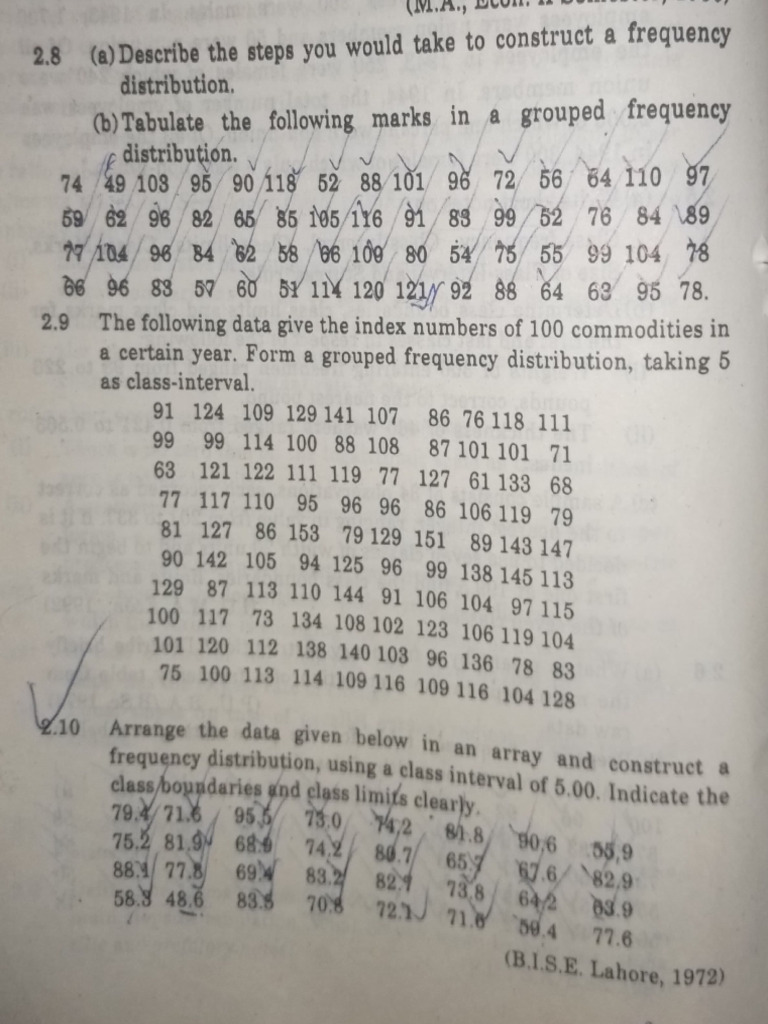 (M.A., Econ.
2.8 (a) Describe the steps you would take to construct a frequency
distribution.
(b) Tabulate the following marks in a grouped frequency
distribution.
74 49 103 95 90 118 52 88 101 96 72 56 64 110 97
59 62 96 82 65 85 105 116 91 83 99 52 76 84 89
77 104 96 84 62 58 66 100 80 54 75 55 99 104 78
66 96 83 57 60 51 114 120 121 92 88 64 63 95 78.
2.9 The following data give the index numbers of 100 commodities in
a certain year. Form a grouped frequency distribution, taking 5
as class-interval.
91 124 109 129 141 107 86 76 118 111
99 99 114 100 88 108 87 101 101 71
63 121 122 111 119 77 127 61 133 68
77 117 110 95 96 96 86 106 119 79
81 127 86 153 79 129 151 89 143 147
90 142 105 94 125 96 99 138 145 113
129 87 113 110 144 91 106 104 97 115
100 117 73 134 108 102 123 106 119 104
101 120 112 138 140 103 96 136 78 83
75 100 113 114 109 116 109 116 104 128
2.10 Arrange the data given below in an array and construct a
frequency distribution, using a class interval of 5.00. Indicate the
class boundaries and class limits clearly.
79.4 71.6 95.5 73.0 74.2 81.8 90.6
75.2 81.9 74.2 80.7 65.7 67.6 82.9
88.1 77.8 69.4 83.2 82.7 73.8 64.2 63.9
58.3 48.6 83.5 70.8 72.1 71.6 59.4 77.6
(B.I.S.E. Lahore, 1972)